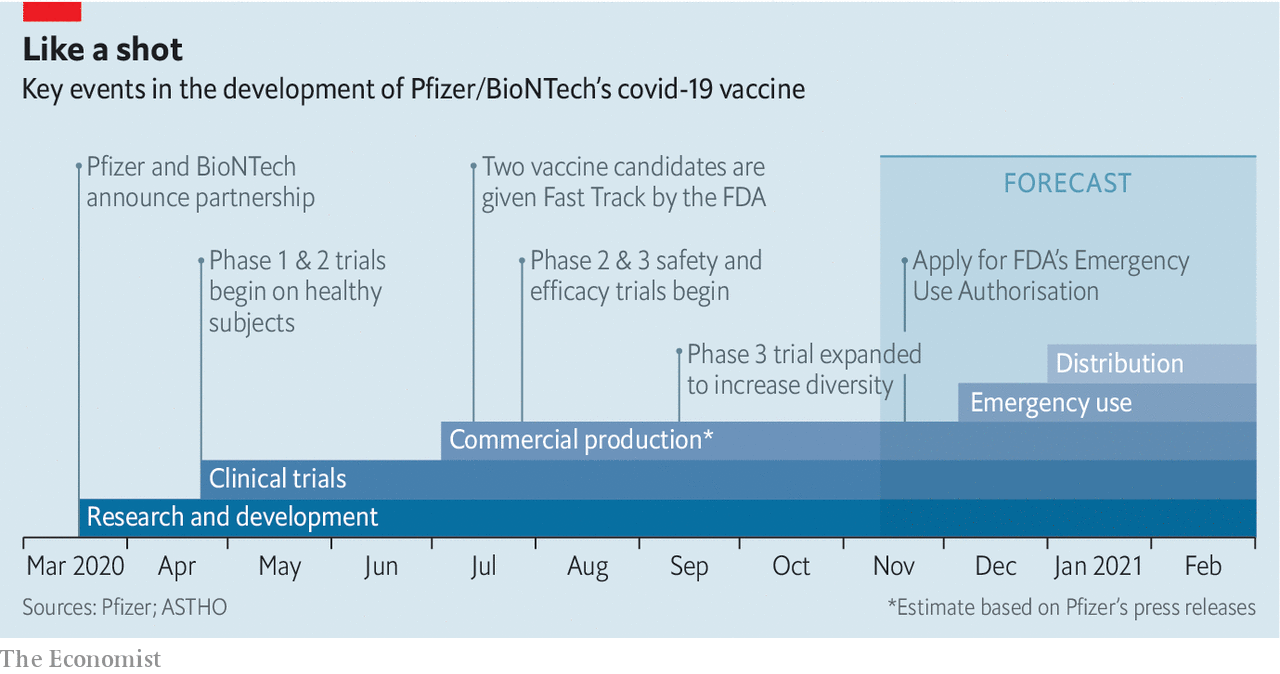 Like a shot
Key events in the development of Pfizer/BioNTech’s covid-19 vaccine
Pfizer and BioNTech
announce partnership
Phase 1 & 2 trials
begin on healthy
subjects
Two vaccine candidates are
given Fast Track by the FDA
Phase 2 & 3 safety and
efficacy trials begin
Phase 3 trial expanded
to increase diversity
FORECAST
Apply for FDA’s Emergency
Use Authorisation
Distribution
Emergency use
Commercial production*
Clinical trials
Research and development
Mar 2020 Apr May Jun Jul Aug Sep Oct Nov Dec Jan 2021 Feb
Sources: Pfizer; ASTHO
*Estimate based on Pfizer’s press releases
The Economist